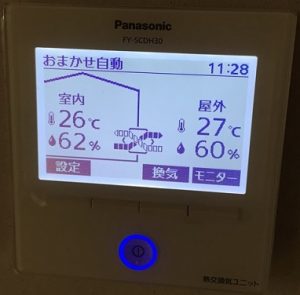 Panasonic
FY-SCDH30
おまかせ自動 11:28
室内 屋外
26℃ 27℃
62% 60%
設定 換気 モニター
熱交換気ユニット